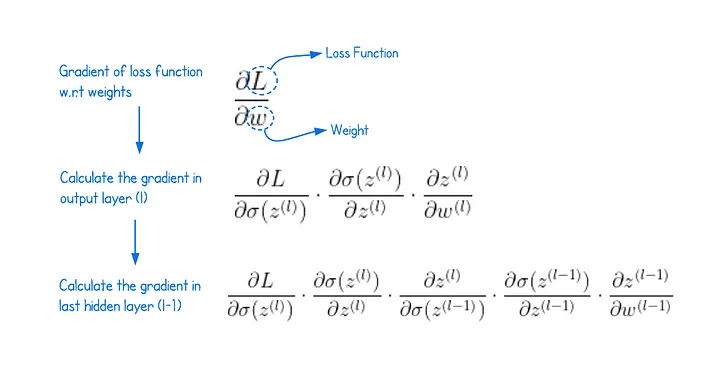 Loss Function
Gradient of loss function
w.r.t weights
∂L
∂w
Weight
Calculate the gradient in
output layer (l)
∂L/∂σ(z^(l)) · ∂σ(z^(l))/∂z^(l) · ∂z^(l)/∂w^(l)
Calculate the gradient in
last hidden layer (l-1)
∂L/∂σ(z^(l)) · ∂σ(z^(l))/∂z^(l) · ∂z^(l)/∂σ(z^(l−1)) · ∂σ(z^(l−1))/∂z^(l−1) · ∂z^(l−1)/∂w^(l−1)